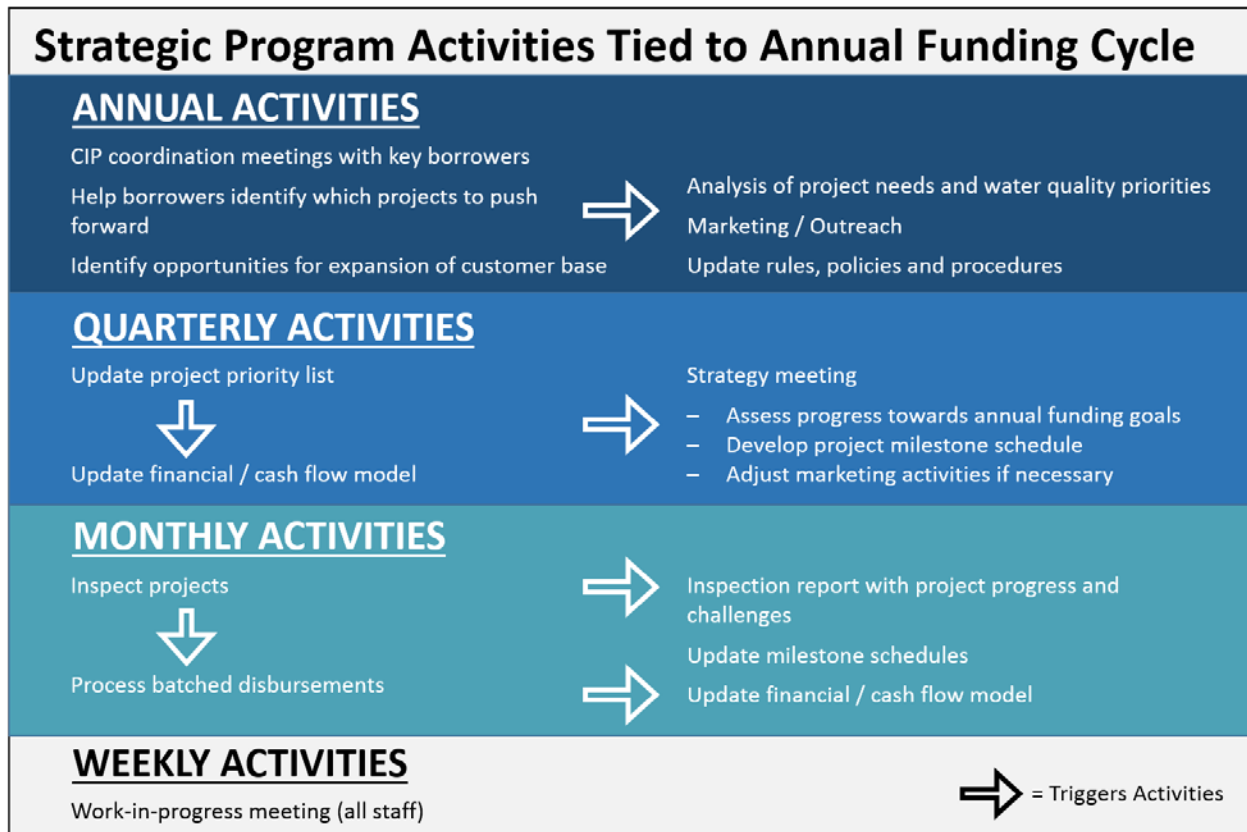 Strategic Program Activities Tied to Annual Funding Cycle
ANNUAL ACTIVITIES
CIP coordination meetings with key borrowers
Help borrowers identify which projects to push
forward
Identify opportunities for expansion of customer base
Analysis of project needs and water quality priorities
Marketing / Outreach
Update rules, policies and procedures
QUARTERLY ACTIVITIES
Update project priority list
Update financial / cash flow model
Strategy meeting
– Assess progress towards annual funding goals
– Develop project milestone schedule
– Adjust marketing activities if necessary
MONTHLY ACTIVITIES
Inspect projects
Process batched disbursements
Inspection report with project progress and
challenges
Update milestone schedules
Update financial / cash flow model
WEEKLY ACTIVITIES
Work-in-progress meeting (all staff)
= Triggers Activities